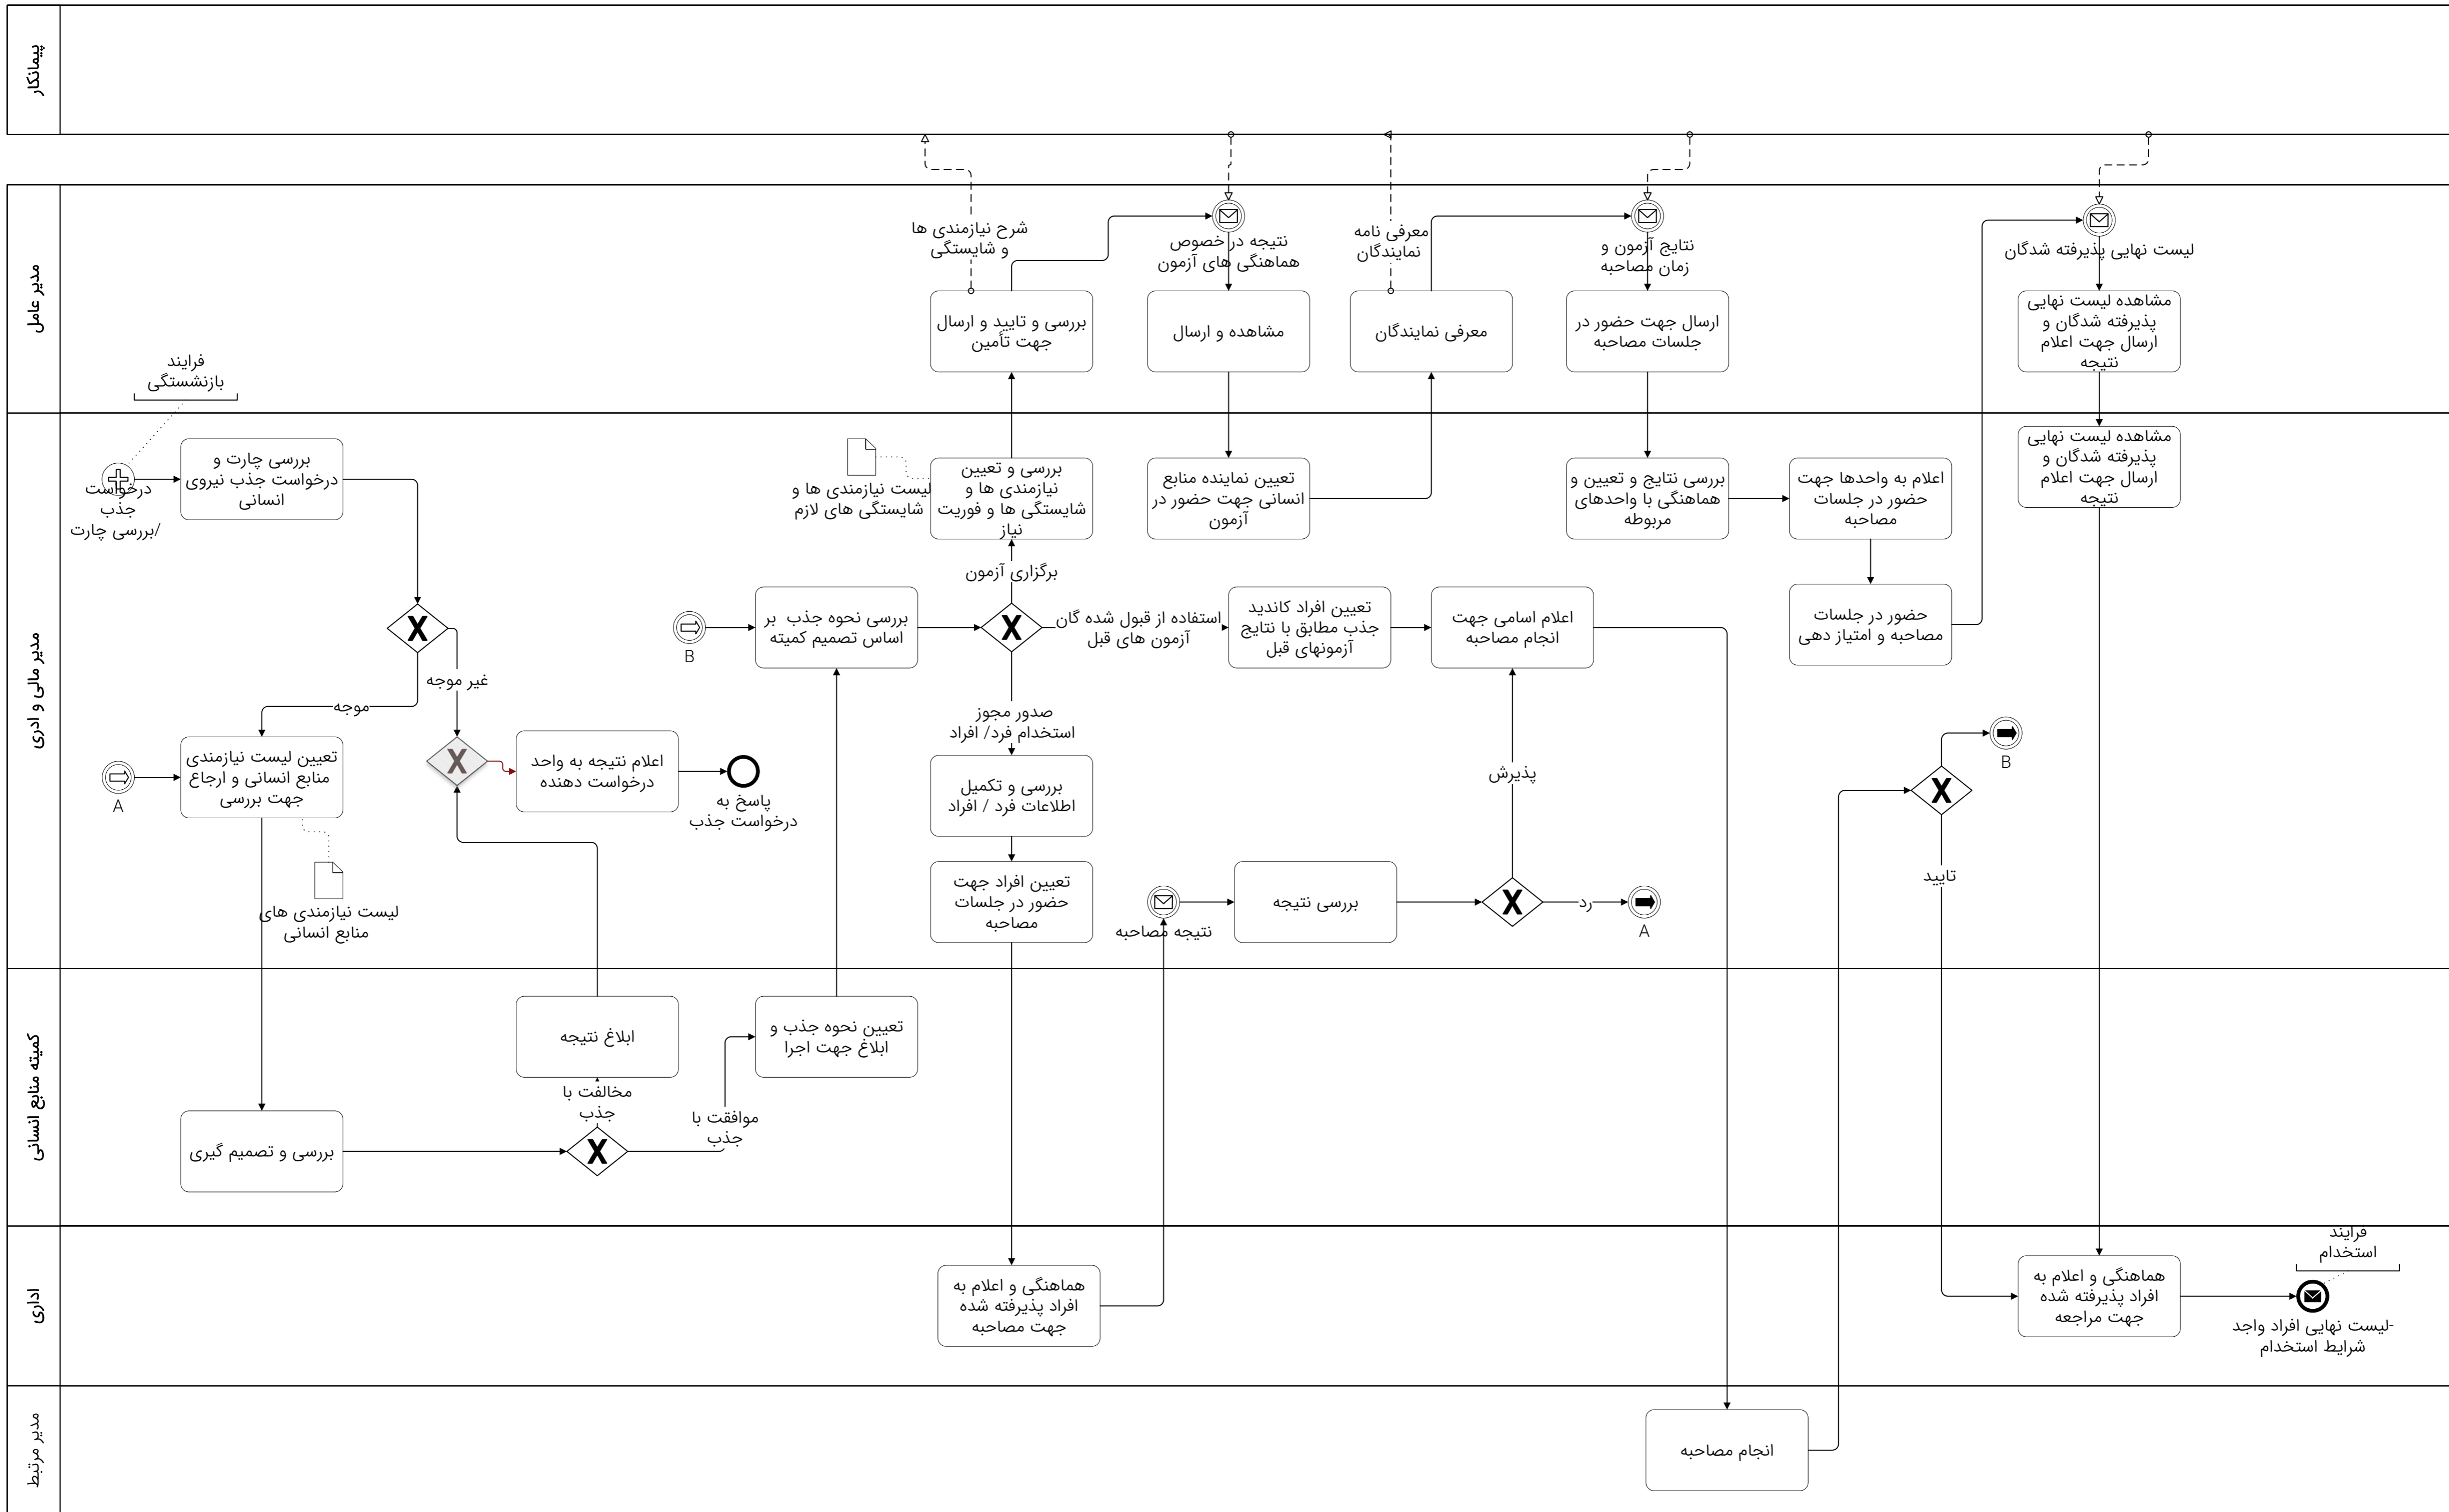 پیمانکار
مدیر عامل
شرح نیازمندی ها
و شایستگی
نتیجه در خصوص
هماهنگی های آزمون
معرفی نامه
نمایندگان
نتایج آزمون و
زمان مصاحبه
لیست نهایی پذیرفته شدگان
بررسی و تایید و ارسال
جهت تأمین
مشاهده و ارسال
معرفی نمایندگان
ارسال جهت حضور در
جلسات مصاحبه
مشاهده لیست نهایی
پذیرفته شدگان و
ارسال جهت اعلام
نتیجه
مدیر مالی و ادری
فرایند
بازنشستگی
درخواست
جذب
/بررسی چارت
بررسی چارت و
درخواست جذب نیروی
انسانی
لیست نیازمندی ها و
شایستگی های لازم
بررسی و تعیین
نیازمندی ها و
شایستگی ها و فوریت
نیاز
تعیین نماینده منابع
انسانی جهت حضور در
آزمون
بررسی نتایج و تعیین و
هماهنگی با واحدهای
مربوطه
اعلام به واحدها جهت
حضور در جلسات
مصاحبه
مشاهده لیست نهایی
پذیرفته شدگان و
ارسال جهت اعلام
نتیجه
برگزاری آزمون
B
بررسی نحوه جذب بر
اساس تصمیم کمیته
استفاده از قبول شده گان
آزمون های قبل
تعیین افراد کاندید
جذب مطابق با نتایج
آزمونهای قبل
اعلام اسامی جهت
انجام مصاحبه
حضور در جلسات
مصاحبه و امتیاز دهی
موجه
غیر موجه
صدور مجوز
استخدام فرد/ افراد
A
تعیین لیست نیازمندی
منابع انسانی و ارجاع
جهت بررسی
اعلام نتیجه به واحد
درخواست دهنده
پاسخ به
درخواست جذب
بررسی و تکمیل
اطلاعات فرد / افراد
پذیرش
B
لیست نیازمندی های
منابع انسانی
تعیین افراد جهت
حضور در جلسات
مصاحبه
نتیجه مصاحبه
بررسی نتیجه
رد
A
تایید
کمیته منابع انسانی
ابلاغ نتیجه
تعیین نحوه جذب و
ابلاغ جهت اجرا
مخالفت با
جذب
موافقت با
جذب
بررسی و تصمیم گیری
اداری
هماهنگی و اعلام به
افراد پذیرفته شده
جهت مصاحبه
هماهنگی و اعلام به
افراد پذیرفته شده
جهت مراجعه
فرایند
استخدام
-لیست نهایی افراد واجد
شرایط استخدام
مدیر مرتبط
انجام مصاحبه